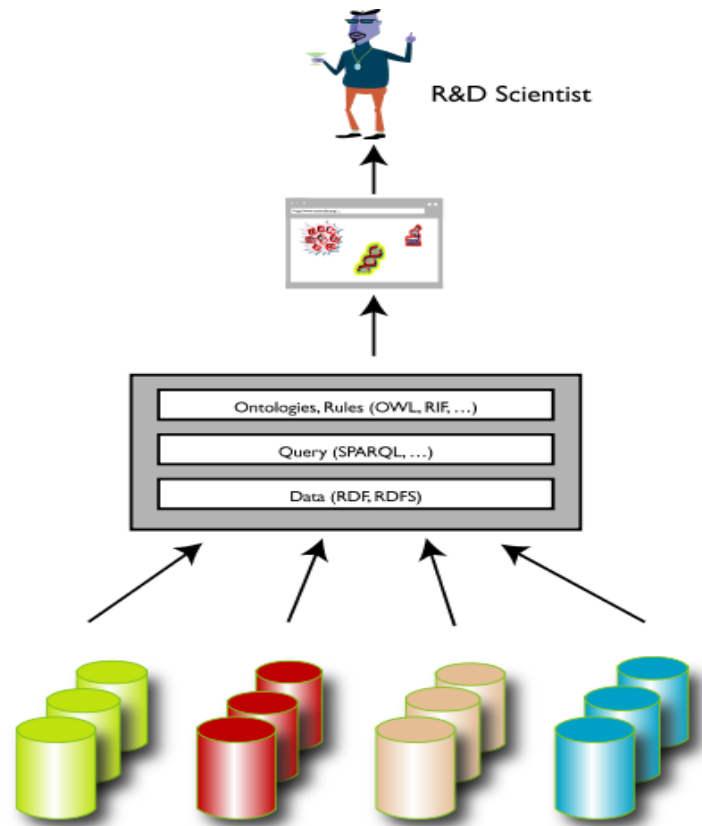 R&D Scientist
Ontologies, Rules (OWL, RIF, …)
Query (SPARQL, …)
Data (RDF, RDFS)